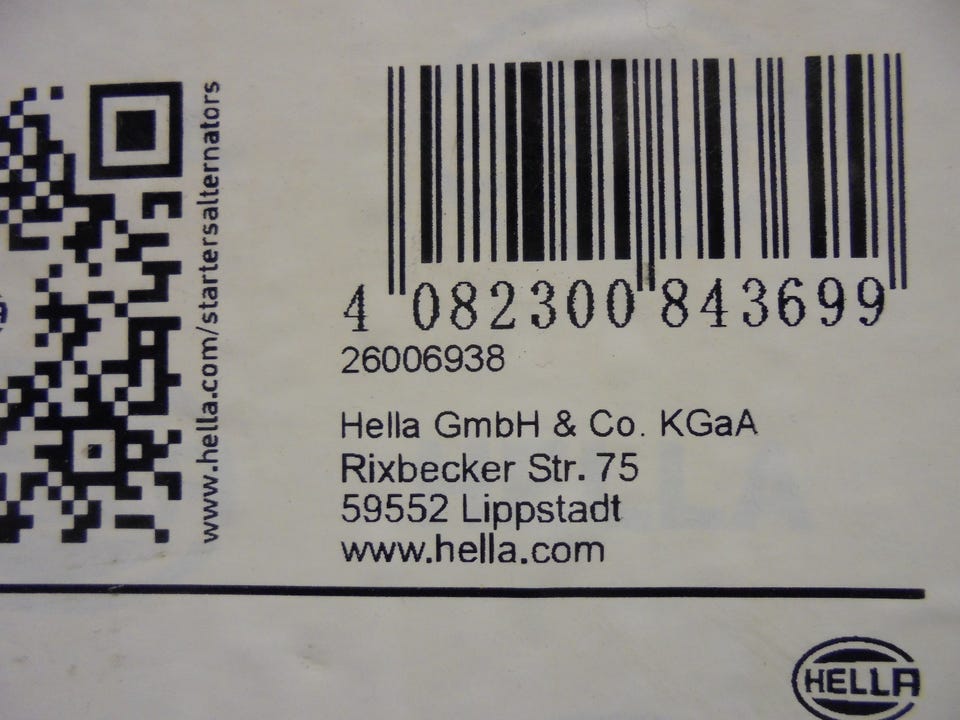 www.hella.com/startersalternators
4 082300 843699
26006938
Hella GmbH & Co. KGaA
Rixbecker Str. 75
59552 Lippstadt
www.hella.com
HELLA